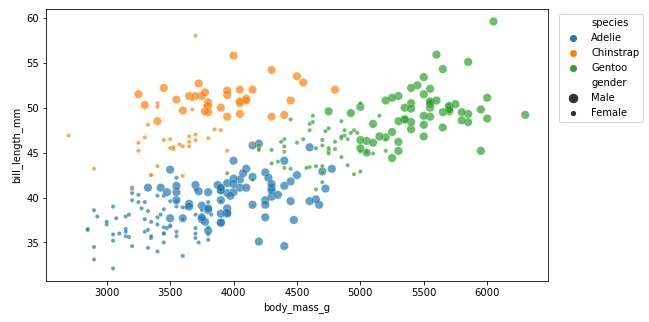 60
55
50
45
40
35
bill_length_mm
3000 3500 4000 4500 5000 5500 6000
body_mass_g
species
Adelie
Chinstrap
Gentoo
gender
Male
Female